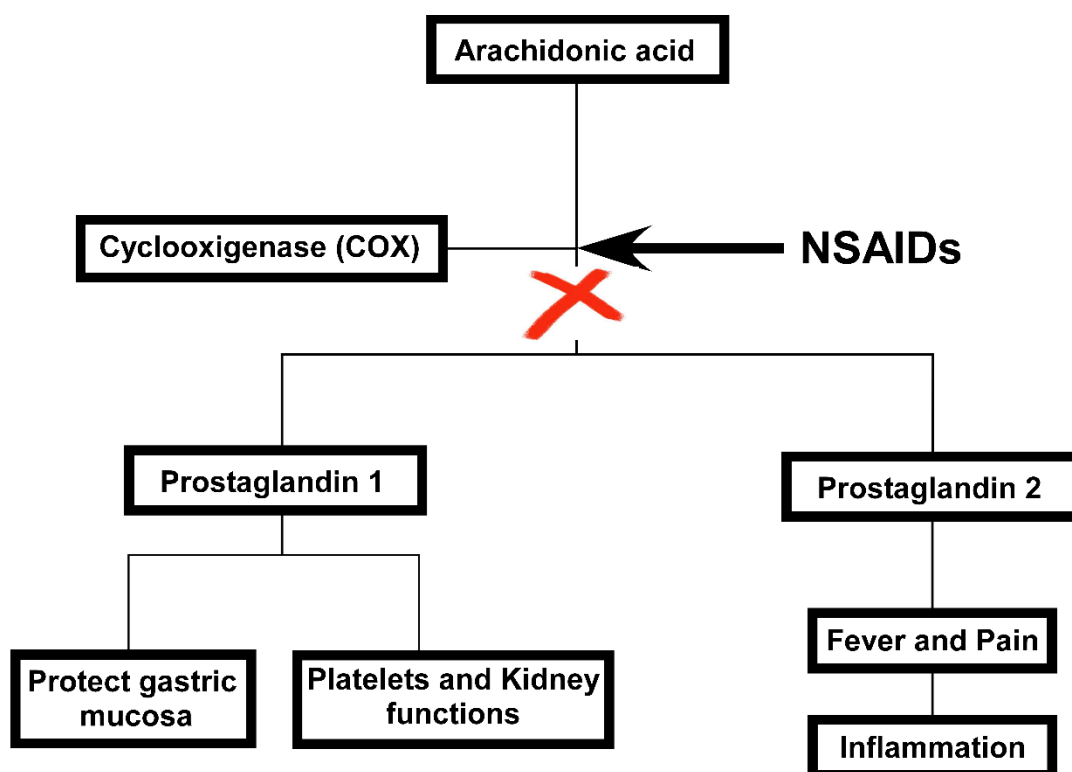 Arachidonic acid
Cyclooxigenase (COX)
NSAIDs
Prostaglandin 1
Prostaglandin 2
Protect gastric
mucosa
Platelets and Kidney
functions
Fever and Pain
Inflammation